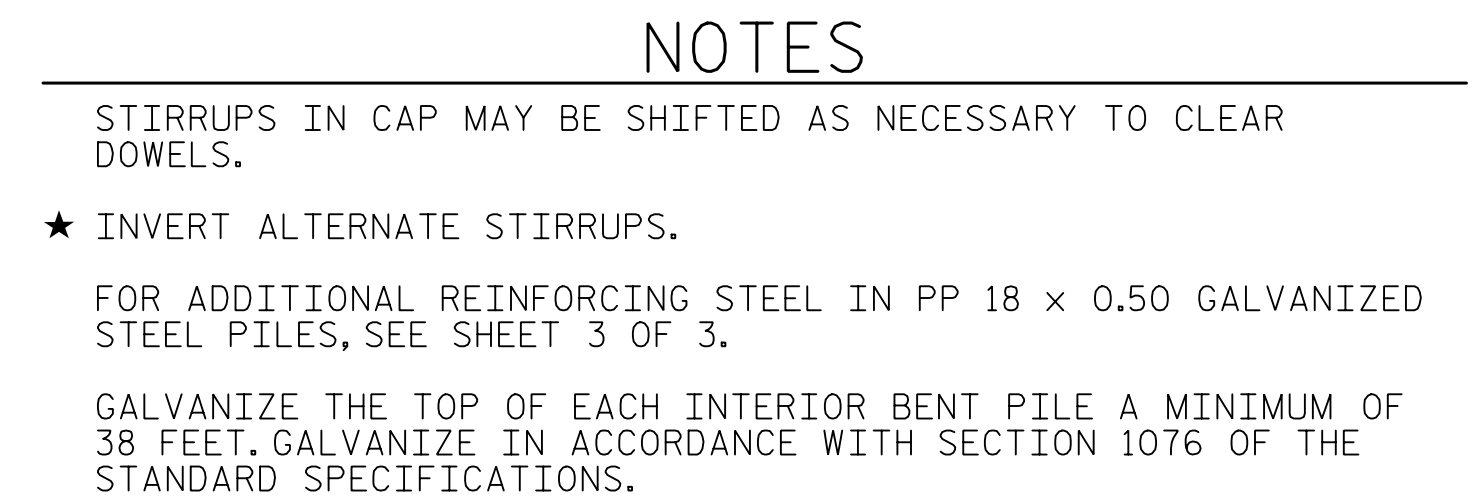 NOTES
STIRRUPS IN CAP MAY BE SHIFTED AS NECESSARY TO CLEAR
DOWELS.
★ INVERT ALTERNATE STIRRUPS.
FOR ADDITIONAL REINFORCING STEEL IN PP 18 x 0.50 GALVANIZED
STEEL PILES, SEE SHEET 3 OF 3.
GALVANIZE THE TOP OF EACH INTERIOR BENT PILE A MINIMUM OF
38 FEET. GALVANIZE IN ACCORDANCE WITH SECTION 1076 OF THE
STANDARD SPECIFICATIONS.